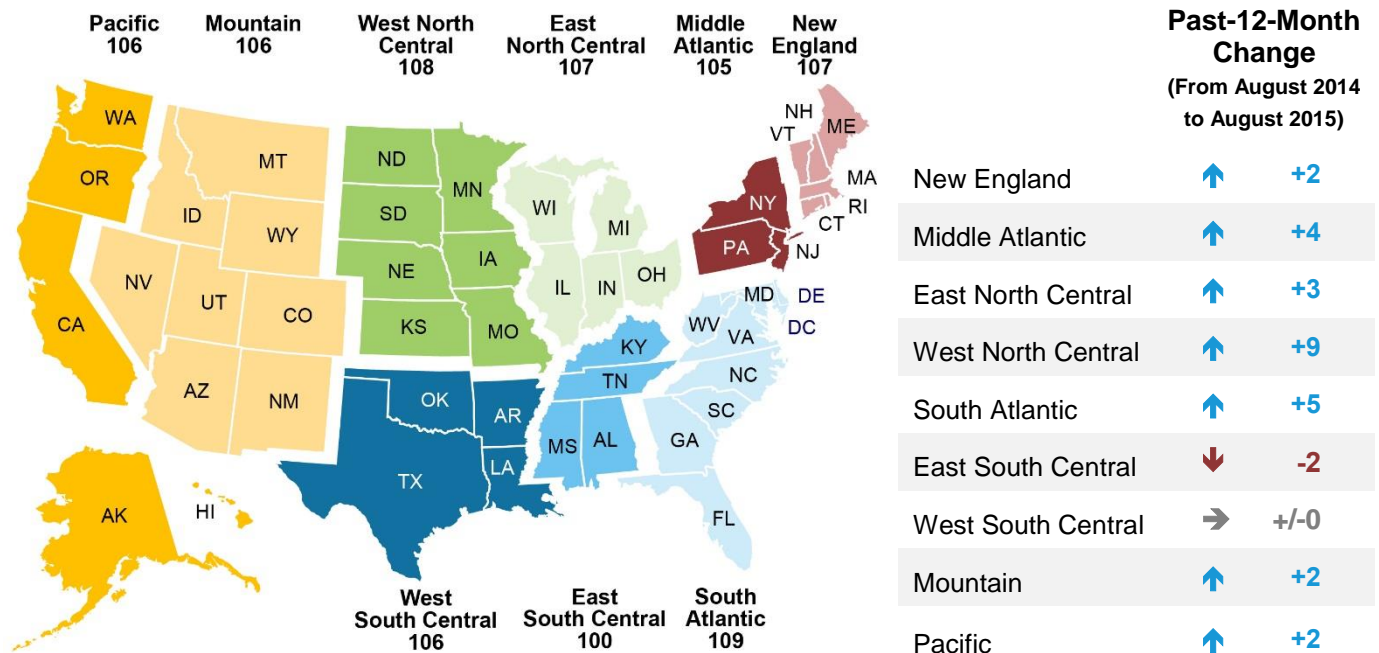 Pacific
106
Mountain
106
West North
Central
108
East
North Central
107
Middle
Atlantic
105
New
England
107
WA
OR
CA
AK
HI
MT
ID
WY
NV
UT
CO
AZ
NM
ND
SD
NE
KS
MN
IA
MO
WI
MI
IL
IN
OH
NY
PA
NJ
NH
VT
ME
MA
RI
CT
MD
DE
DC
WV
VA
NC
SC
GA
FL
KY
TN
MS
AL
OK
AR
TX
LA
West
South Central
106
East
South Central
100
South
Atlantic
109
Past-12-Month
Change
(From August 2014
to August 2015)
New England +2
Middle Atlantic +4
East North Central +3
West North Central +9
South Atlantic +5
East South Central -2
West South Central +/-0
Mountain +2
Pacific +2